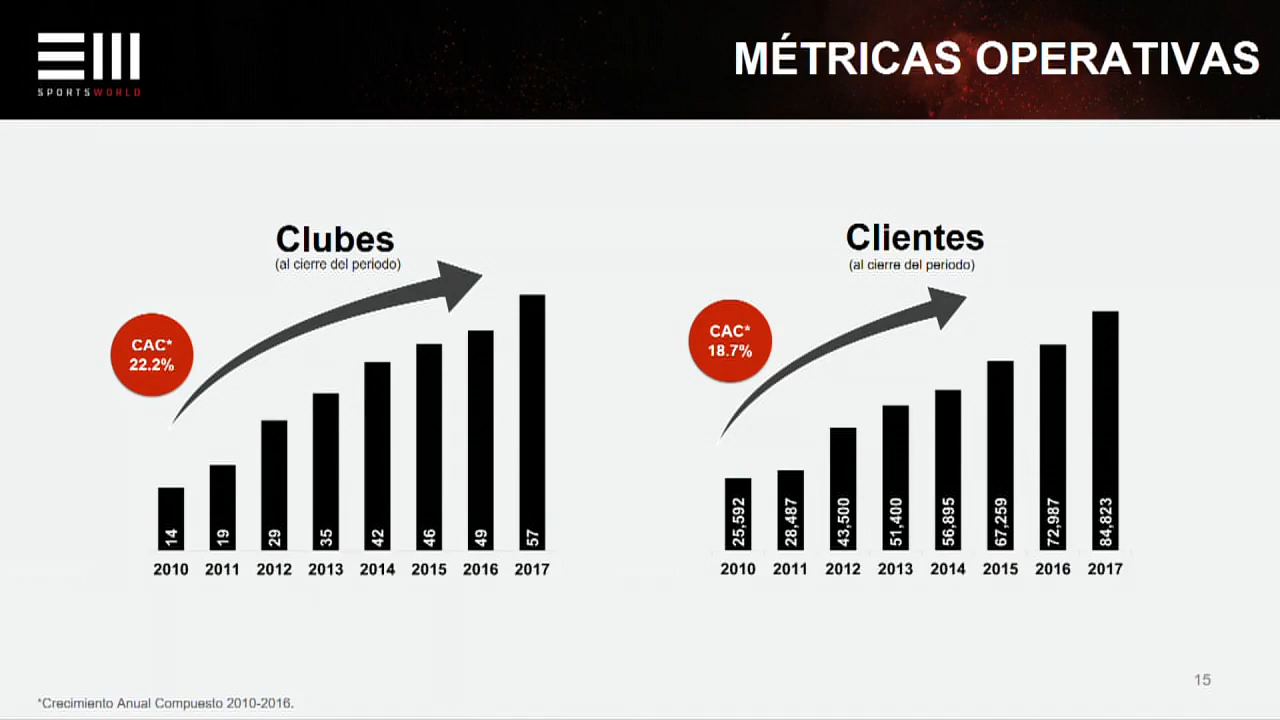 SPORTSWORLD
MÉTRICAS OPERATIVAS
Clubes
(al cierre del periodo)
CAC*
22.2%
14 19 29 35 42 46 49 57
2010 2011 2012 2013 2014 2015 2016 2017
Clientes
(al cierre del periodo)
CAC*
18.7%
25,592 28,487 43,500 51,400 56,895 67,259 72,987 84,823
2010 2011 2012 2013 2014 2015 2016 2017
15
*Crecimiento Anual Compuesto 2010-2016.